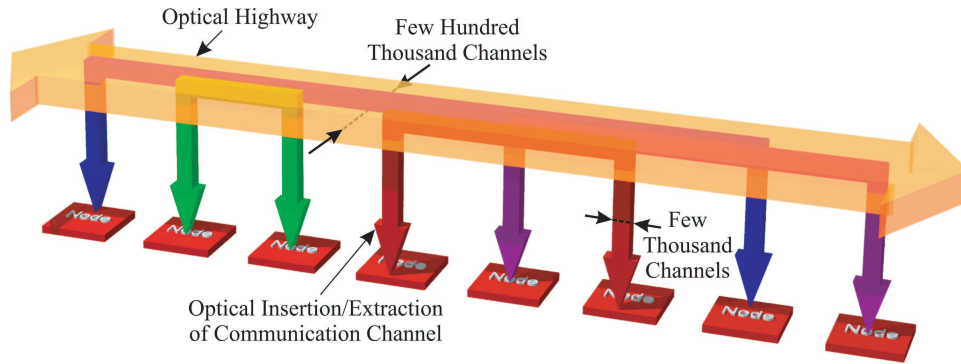 Optical Highway
Few Hundred
Thousand Channels
Node
Node
Node
Node
Node
Node
Node
Node
Few
Thousand
Channels
Optical Insertion/Extraction
of Communication Channel